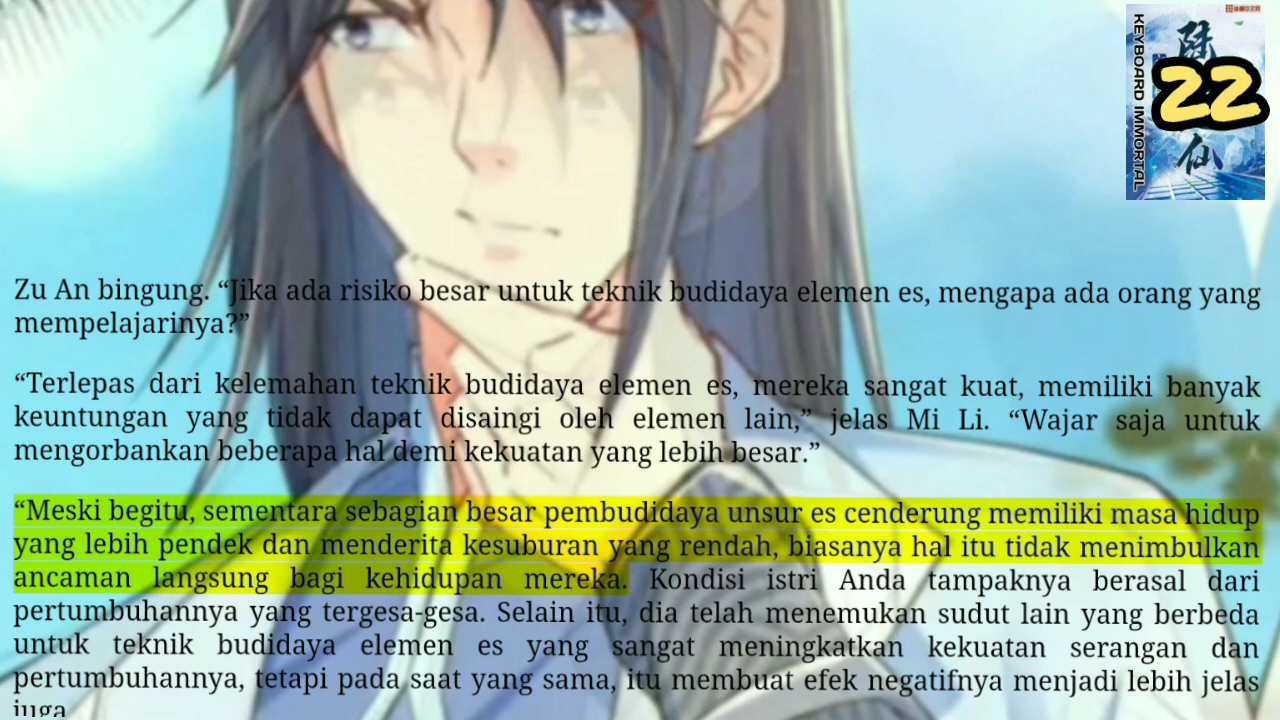 KEYBOARD IMMORTAL
陆
22
仙
Zu An bingung. “Jika ada risiko besar untuk teknik budidaya elemen es, mengapa ada orang yang
mempelajarinya?”
“Terlepas dari kelemahan teknik budidaya elemen es, mereka sangat kuat, memiliki banyak
keuntungan yang tidak dapat disaingi oleh elemen lain,” jelas Mi Li. “Wajar saja untuk
mengorbankan beberapa hal demi kekuatan yang lebih besar.”
“Meski begitu, sementara sebagian besar pembudidaya unsur es cenderung memiliki masa hidup
yang lebih pendek dan menderita kesuburan yang rendah, biasanya hal itu tidak menimbulkan
ancaman langsung bagi kehidupan mereka. Kondisi istri Anda tampaknya berasal dari
pertumbuhannya yang tergesa-gesa. Selain itu, dia telah menemukan sudut lain yang berbeda
untuk teknik budidaya elemen es yang sangat meningkatkan kekuatan serangan dan
pertumbuhannya, tetapi pada saat yang sama, itu membuat efek negatifnya menjadi lebih jelas
juga